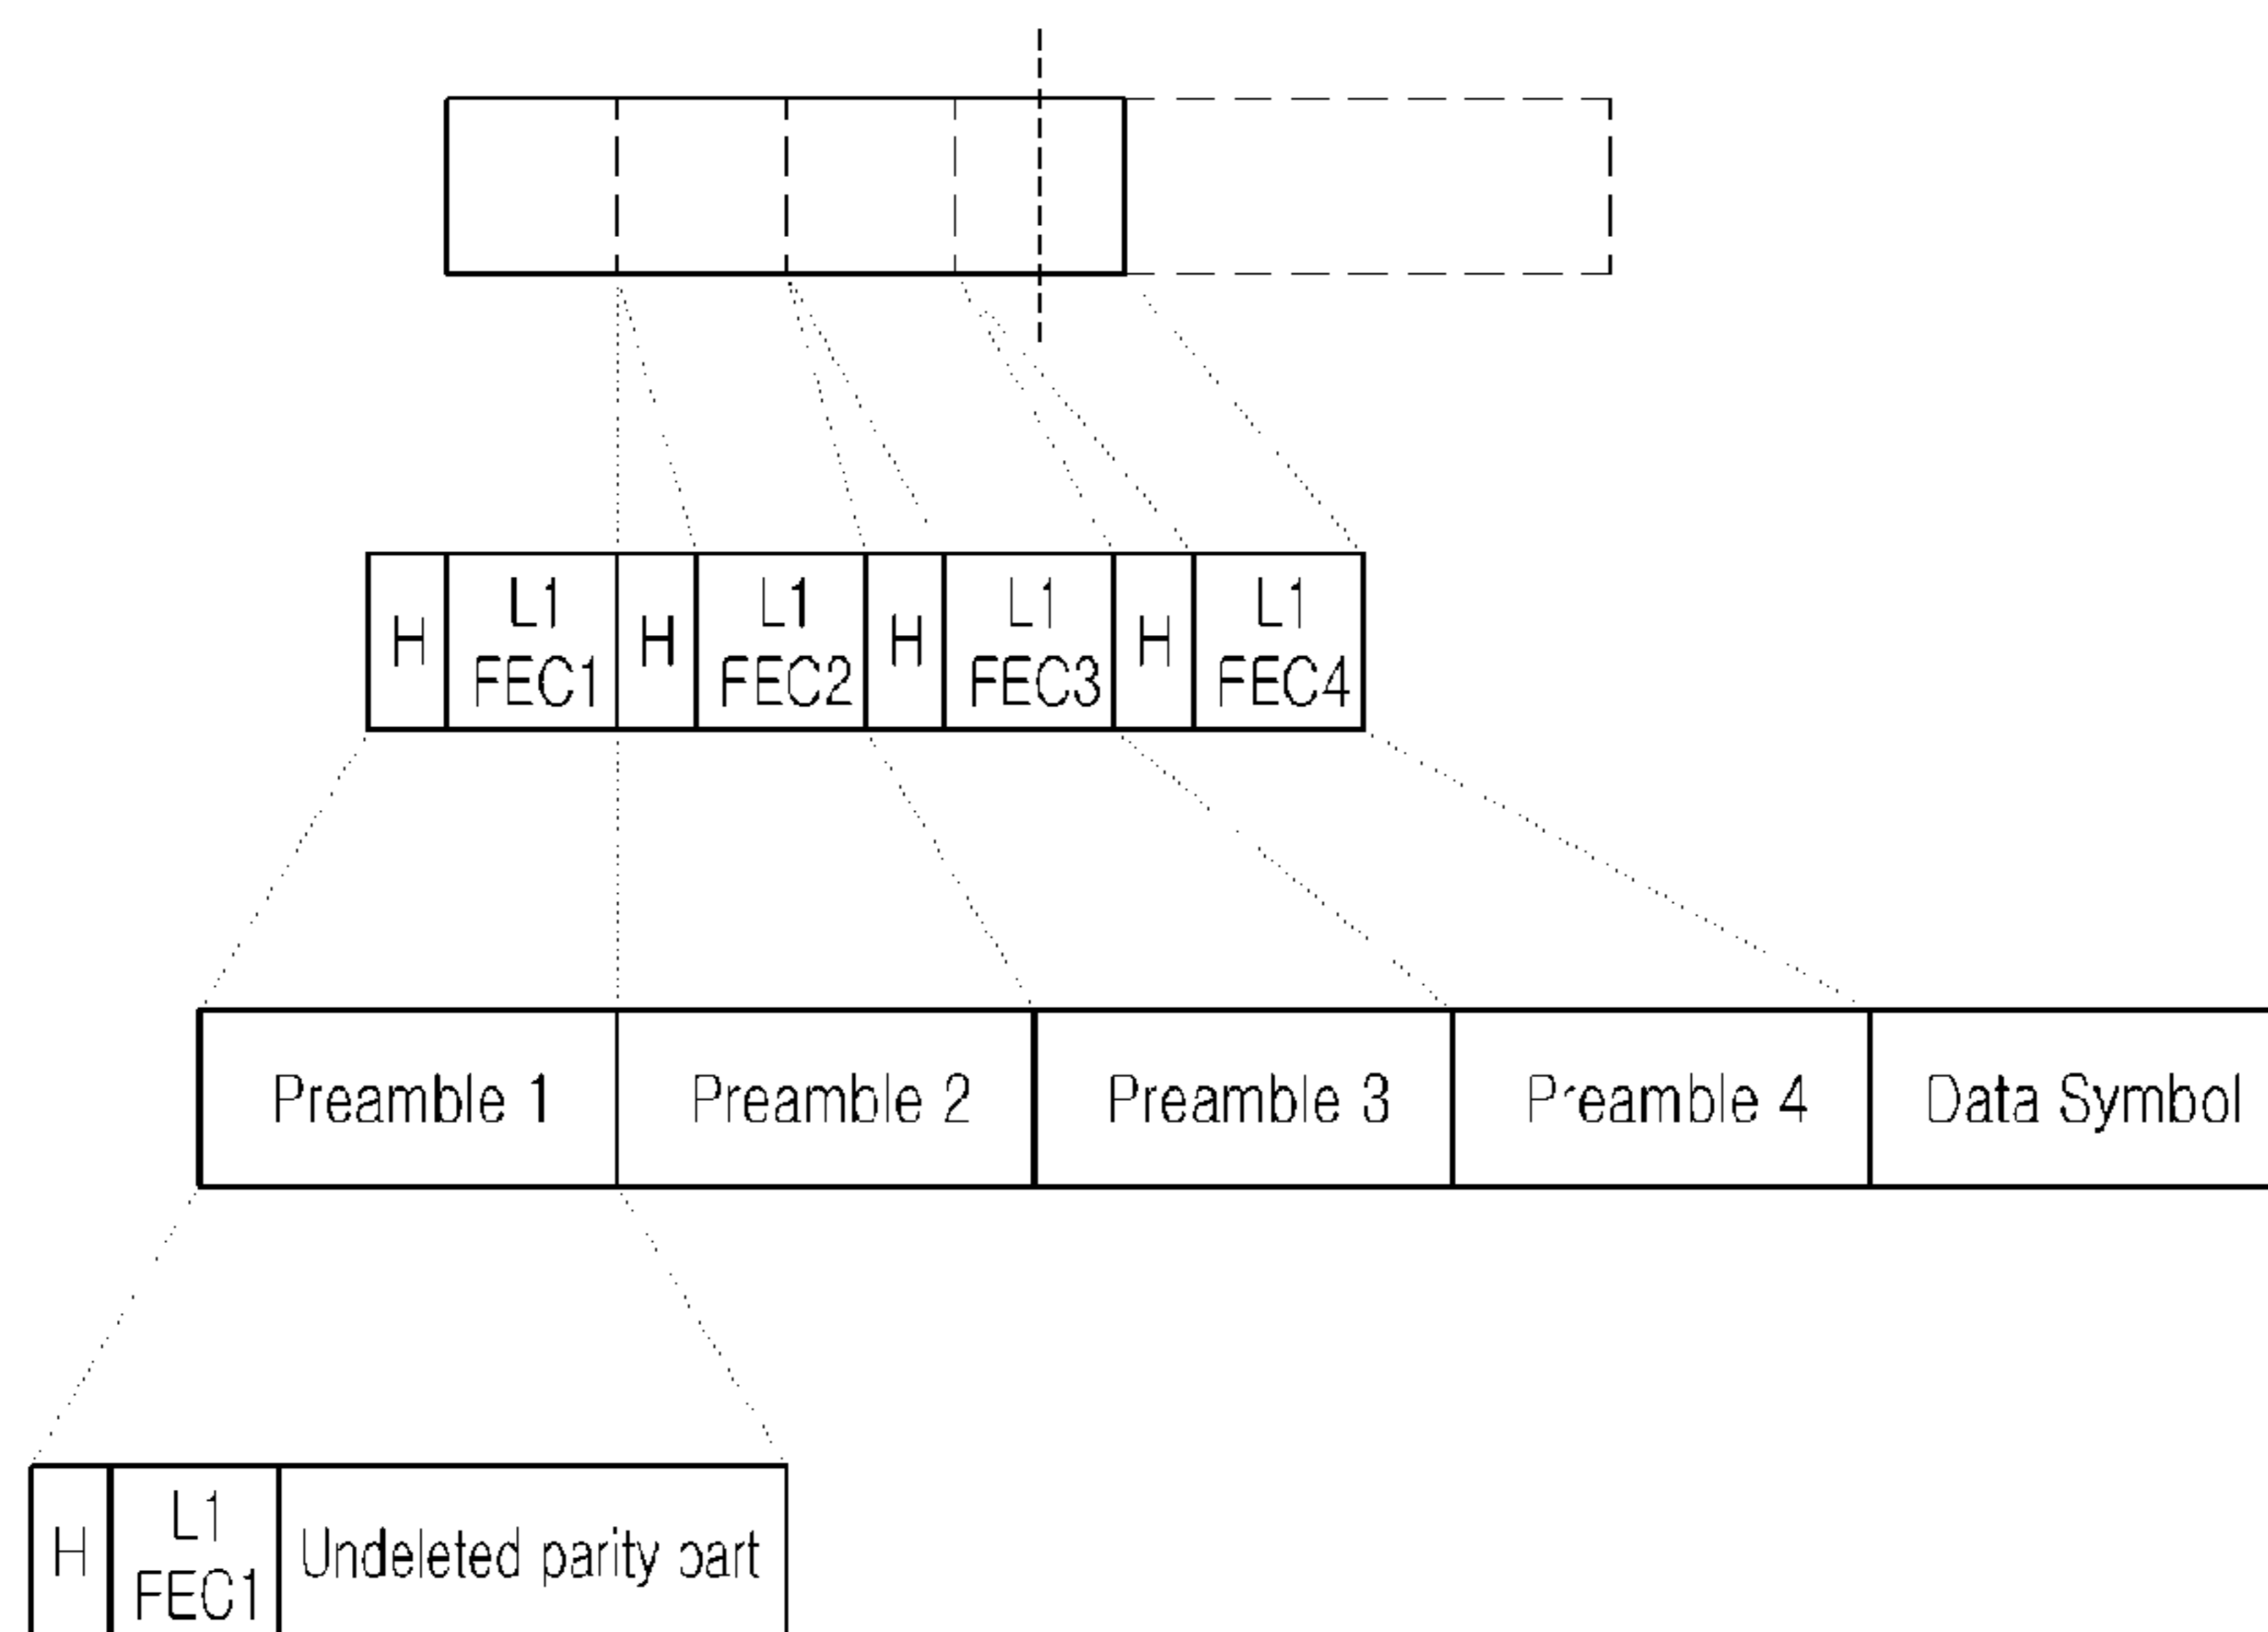 H
L1
FEC1
H
L1
FEC2
H
L1
FEC3
H
L1
FEC4
Preamble 1
Preamble 2
Preamble 3
Preamble 4
Data Symbol
H
L1
FEC1
Undeleted parity part